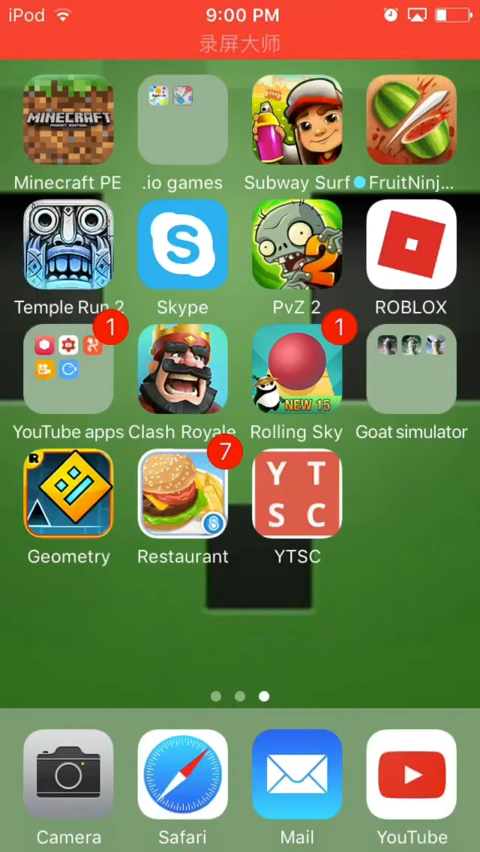 iPod 9:00 PM
录屏大师
MINECRAFT
Minecraft PE .io games Subway Surf FruitNinj...
2
Temple Run 2 Skype PvZ 2 ROBLOX
1 1
NEW 15
YouTube apps Clash Royale Rolling Sky Goat simulator
7
R
Y T
S C
Geometry Restaurant YTSC
Camera Safari Mail YouTube